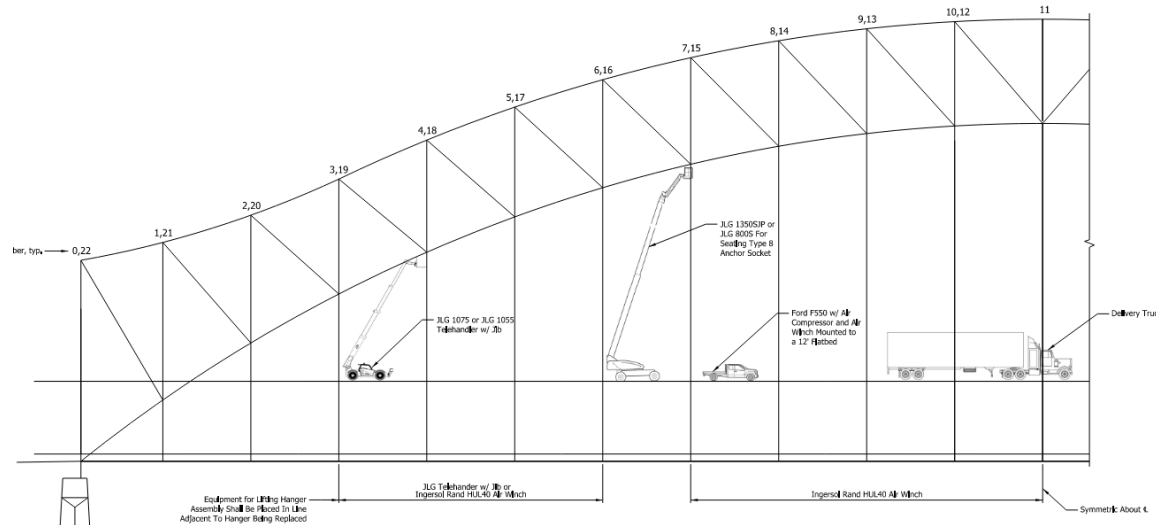 11
10,12
9,13
8,14
7,15
6,16
5,17
4,18
3,19
2,20
1,21
ber, typ.
0,22
JLG 1350SJP or
JLG 800S For
Seating Type 8
Anchor Socket
JLG 1075 or JLG 1055
Telehandler w/ Jib
Ford F550 w/ Air
Compressor and Air
Winch Mounted to
a 12' Flatbed
Delivery Truc
Equipment for Lifting Hanger
Assembly Shall Be Placed In Line
Adjacent To Hanger Being Replaced
JLG Telehandler w/ Jib or
Ingersol Rand HUL40 Air Winch
Ingersol Rand HUL40 Air Winch
Symmetric About ℄